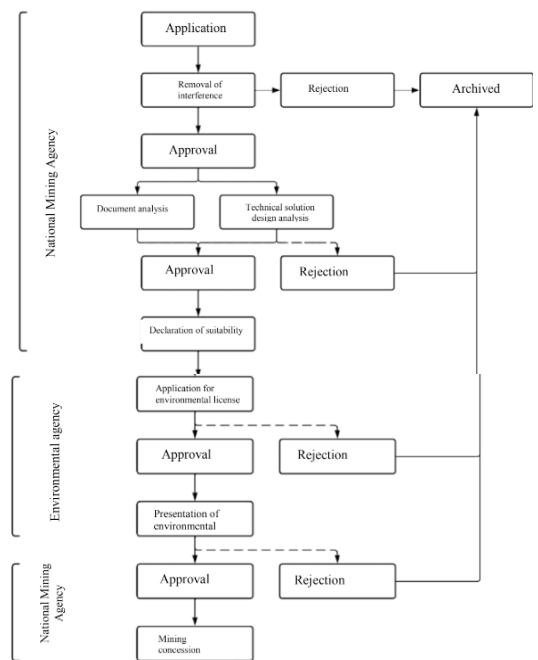 Application
Removal of
interference
Rejection
Archived
National Mining Agency
Approval
Document analysis
Technical solution
design analysis
Approval
Rejection
Declaration of suitability
Environmental agency
Application for
environmental license
Approval
Rejection
Presentation of
environmental
National Mining
Agency
Approval
Rejection
Mining
concession